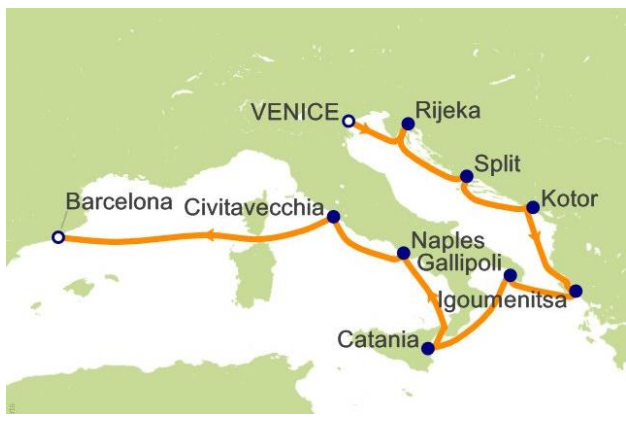 VENICE
Rijeka
Split
Barcelona
Civitavecchia
Kotor
Naples
Gallipoli
Igoumenitsa
Catania